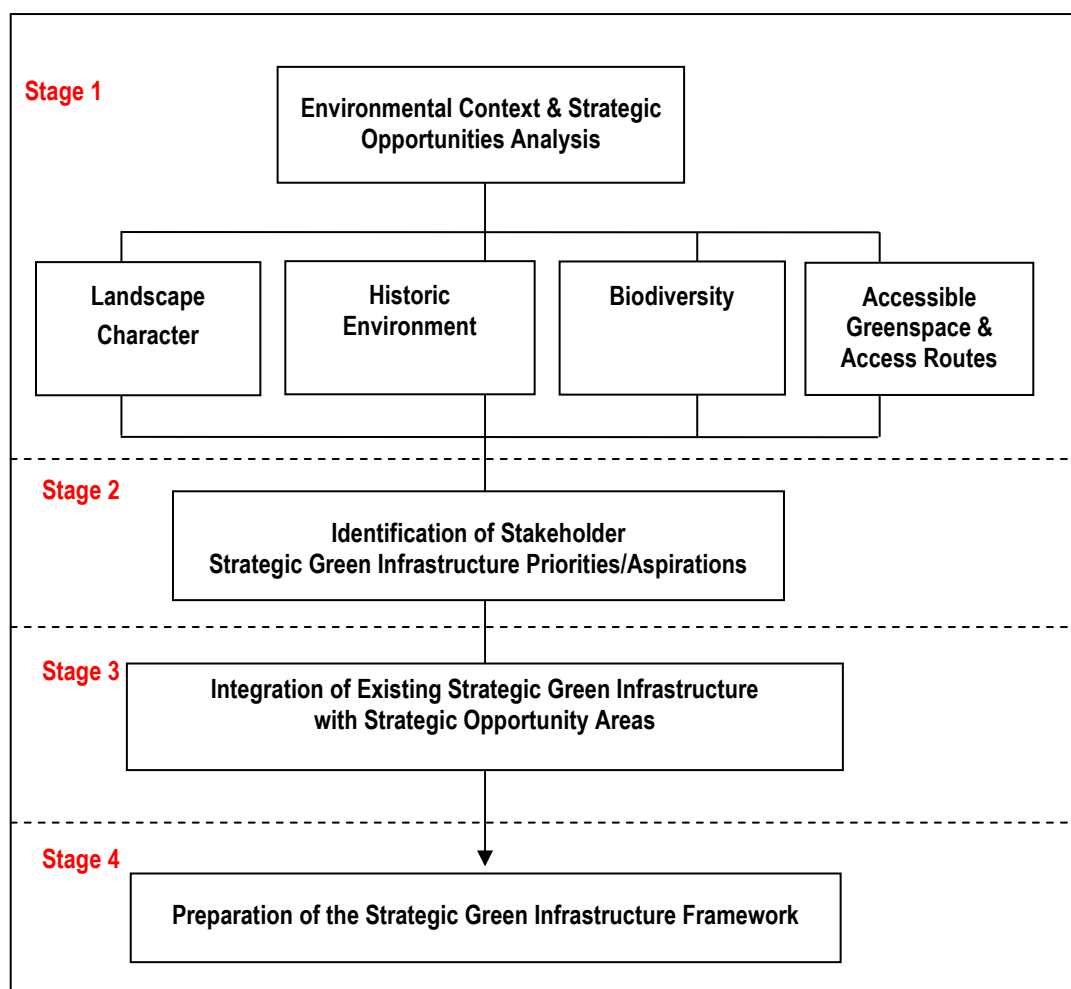 Stage 1
Environmental Context & Strategic
Opportunities Analysis
Landscape
Character
Historic
Environment
Biodiversity
Accessible
Greenspace &
Access Routes
Stage 2
Identification of Stakeholder
Strategic Green Infrastructure Priorities/Aspirations
Stage 3
Integration of Existing Strategic Green Infrastructure
with Strategic Opportunity Areas
Stage 4
Preparation of the Strategic Green Infrastructure Framework